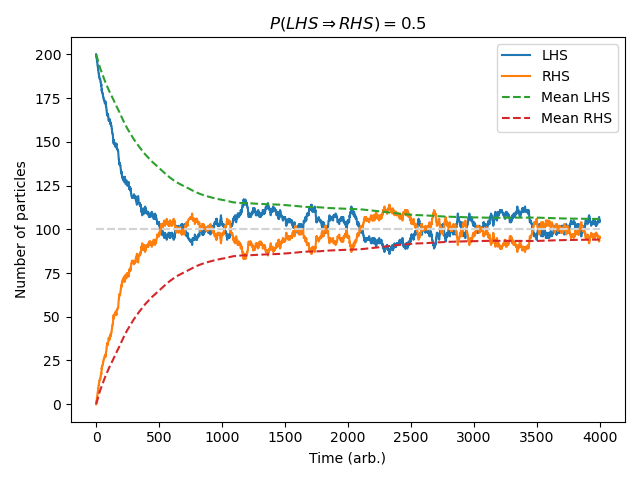 P(LHS ⇒ RHS) = 0.5
200
175
150
125
100
75
50
25
0
Number of particles
LHS
RHS
Mean LHS
Mean RHS
0 500 1000 1500 2000 2500 3000 3500 4000
Time (arb.)